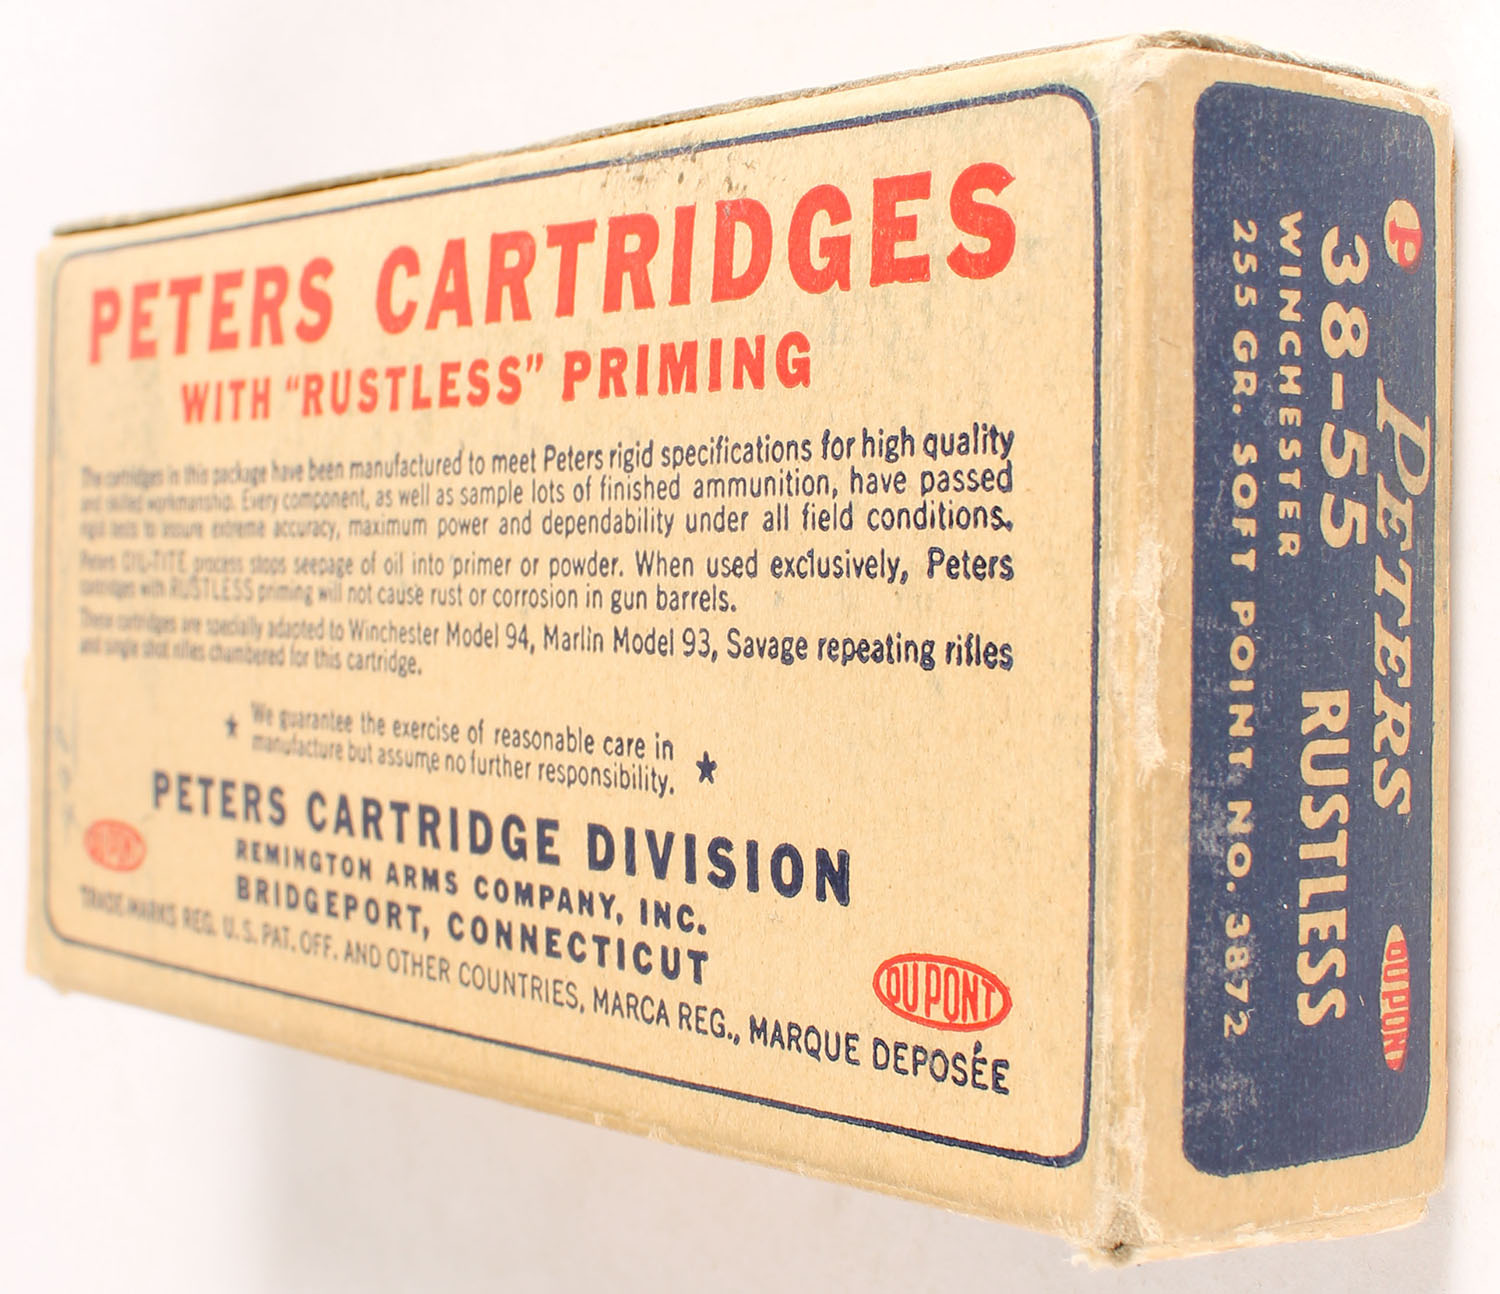 PETERS CARTRIDGES
WITH "RUSTLESS" PRIMING
The cartridges in this package have been manufactured to meet Peters rigid specifications for high quality
and skilled workmanship. Every component, as well as sample lots of finished ammunition, have passed
rigid tests to insure extreme accuracy, maximum power and dependability under all field conditions.
Peters OIL-TITE process stops seepage of oil into primer or powder. When used exclusively, Peters
cartridges with RUSTLESS priming will not cause rust or corrosion in gun barrels.
These cartridges are specially adapted to Winchester Model 94, Marlin Model 93, Savage repeating rifles
and single shot rifles chambered for this cartridge.
★ We guarantee the exercise of reasonable care in
manufacture but assume no further responsibility. ★
PETERS CARTRIDGE DIVISION
REMINGTON ARMS COMPANY, INC.
BRIDGEPORT, CONNECTICUT
DU PONT
DU PONT
TRADE MARKS REG. U.S. PAT. OFF. AND OTHER COUNTRIES, MARCA REG., MARQUE DEPOSÉE
P PETERS DUPONT
38-55 RUSTLESS
WINCHESTER
255 GR. SOFT POINT NO. 3872